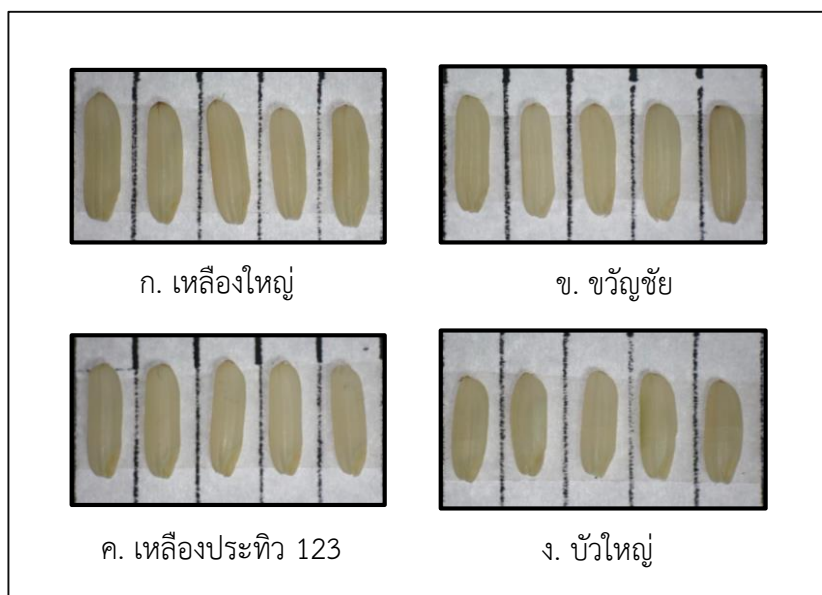 ก. เหลืองใหญ่
ข. ขวัญชัย
ค. เหลืองประทิว 123
ง. บัวใหญ่